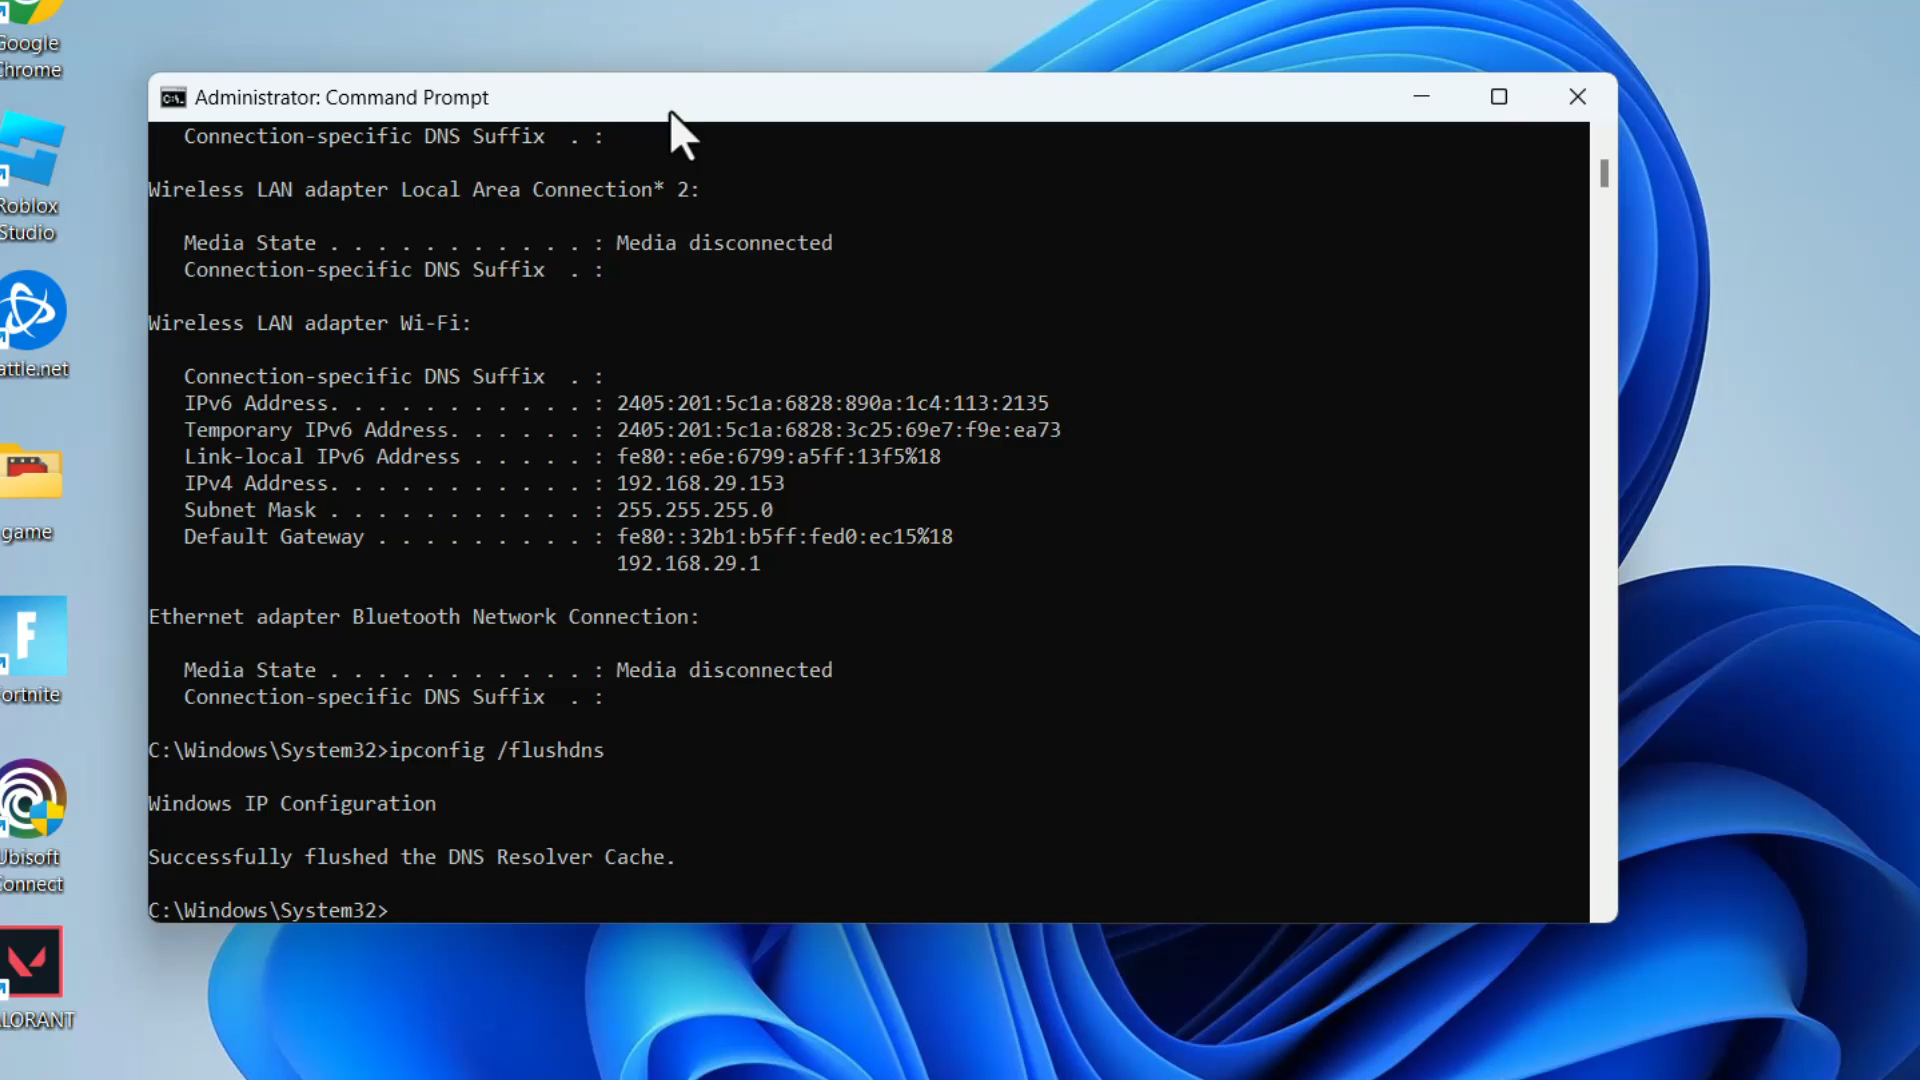 Google
Chrome
Roblox
Studio
attle.net
game
ortnite
Ubisoft
Connect
LORANT
Administrator: Command Prompt
Connection-specific DNS Suffix . :
Wireless LAN adapter Local Area Connection* 2:
Media State . . . . . . . . . . . : Media disconnected
Connection-specific DNS Suffix . :
Wireless LAN adapter Wi-Fi:
Connection-specific DNS Suffix . :
IPv6 Address. . . . . . . . . . . : 2405:201:5c1a:6828:890a:1c4:113:2135
Temporary IPv6 Address. . . . . . : 2405:201:5c1a:6828:3c25:69e7:f9e:ea73
Link-local IPv6 Address . . . . . : fe80::e6e:6799:a5ff:13f5%18
IPv4 Address. . . . . . . . . . . : 192.168.29.153
Subnet Mask . . . . . . . . . . . : 255.255.255.0
Default Gateway . . . . . . . . . : fe80::32b1:b5ff:fed0:ec15%18
192.168.29.1
Ethernet adapter Bluetooth Network Connection:
Media State . . . . . . . . . . . : Media disconnected
Connection-specific DNS Suffix . :
C:\Windows\System32>ipconfig /flushdns
Windows IP Configuration
Successfully flushed the DNS Resolver Cache.
C:\Windows\System32>